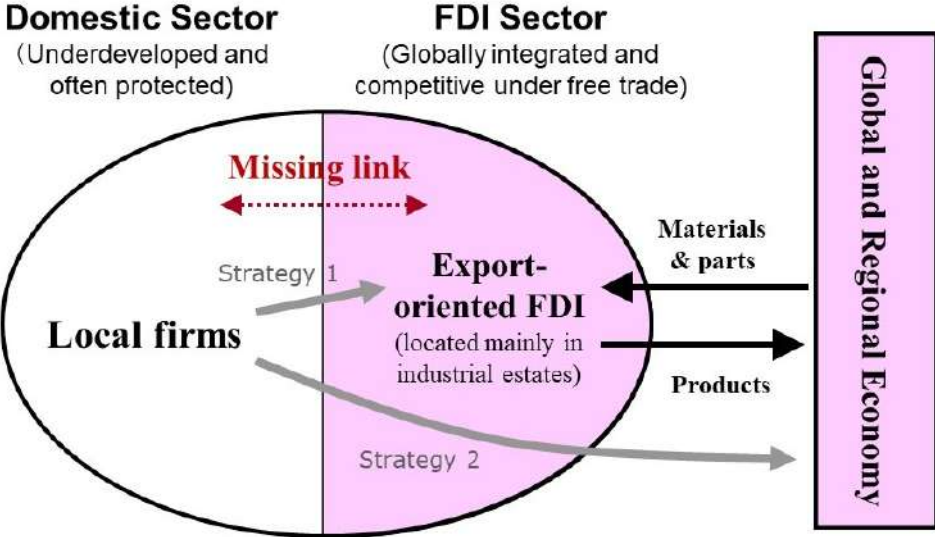 Domestic Sector
(Underdeveloped and
often protected)
FDI Sector
(Globally integrated and
competitive under free trade)
Missing link
Strategy 1
Local firms
Export-
oriented FDI
(located mainly in
industrial estates)
Strategy 2
Materials
& parts
Products
Global and Regional Economy